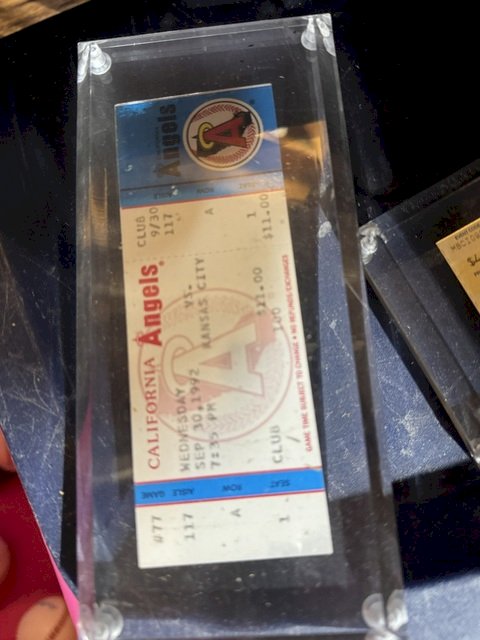 Angels
A
SEAT
ROW
AISLE
CLUB 9/30
117 A 1
$11.00
CALIFORNIA Angels
WEDNESDAY VS.
SEP 30, 1992 KANSAS CITY
7:35 PM
$11.00
CLUB / 100
GAME TIME SUBJECT TO CHANGE • NO REFUNDS/EXCHANGES
GAME AISLE ROW SEAT
#77 117 A 1